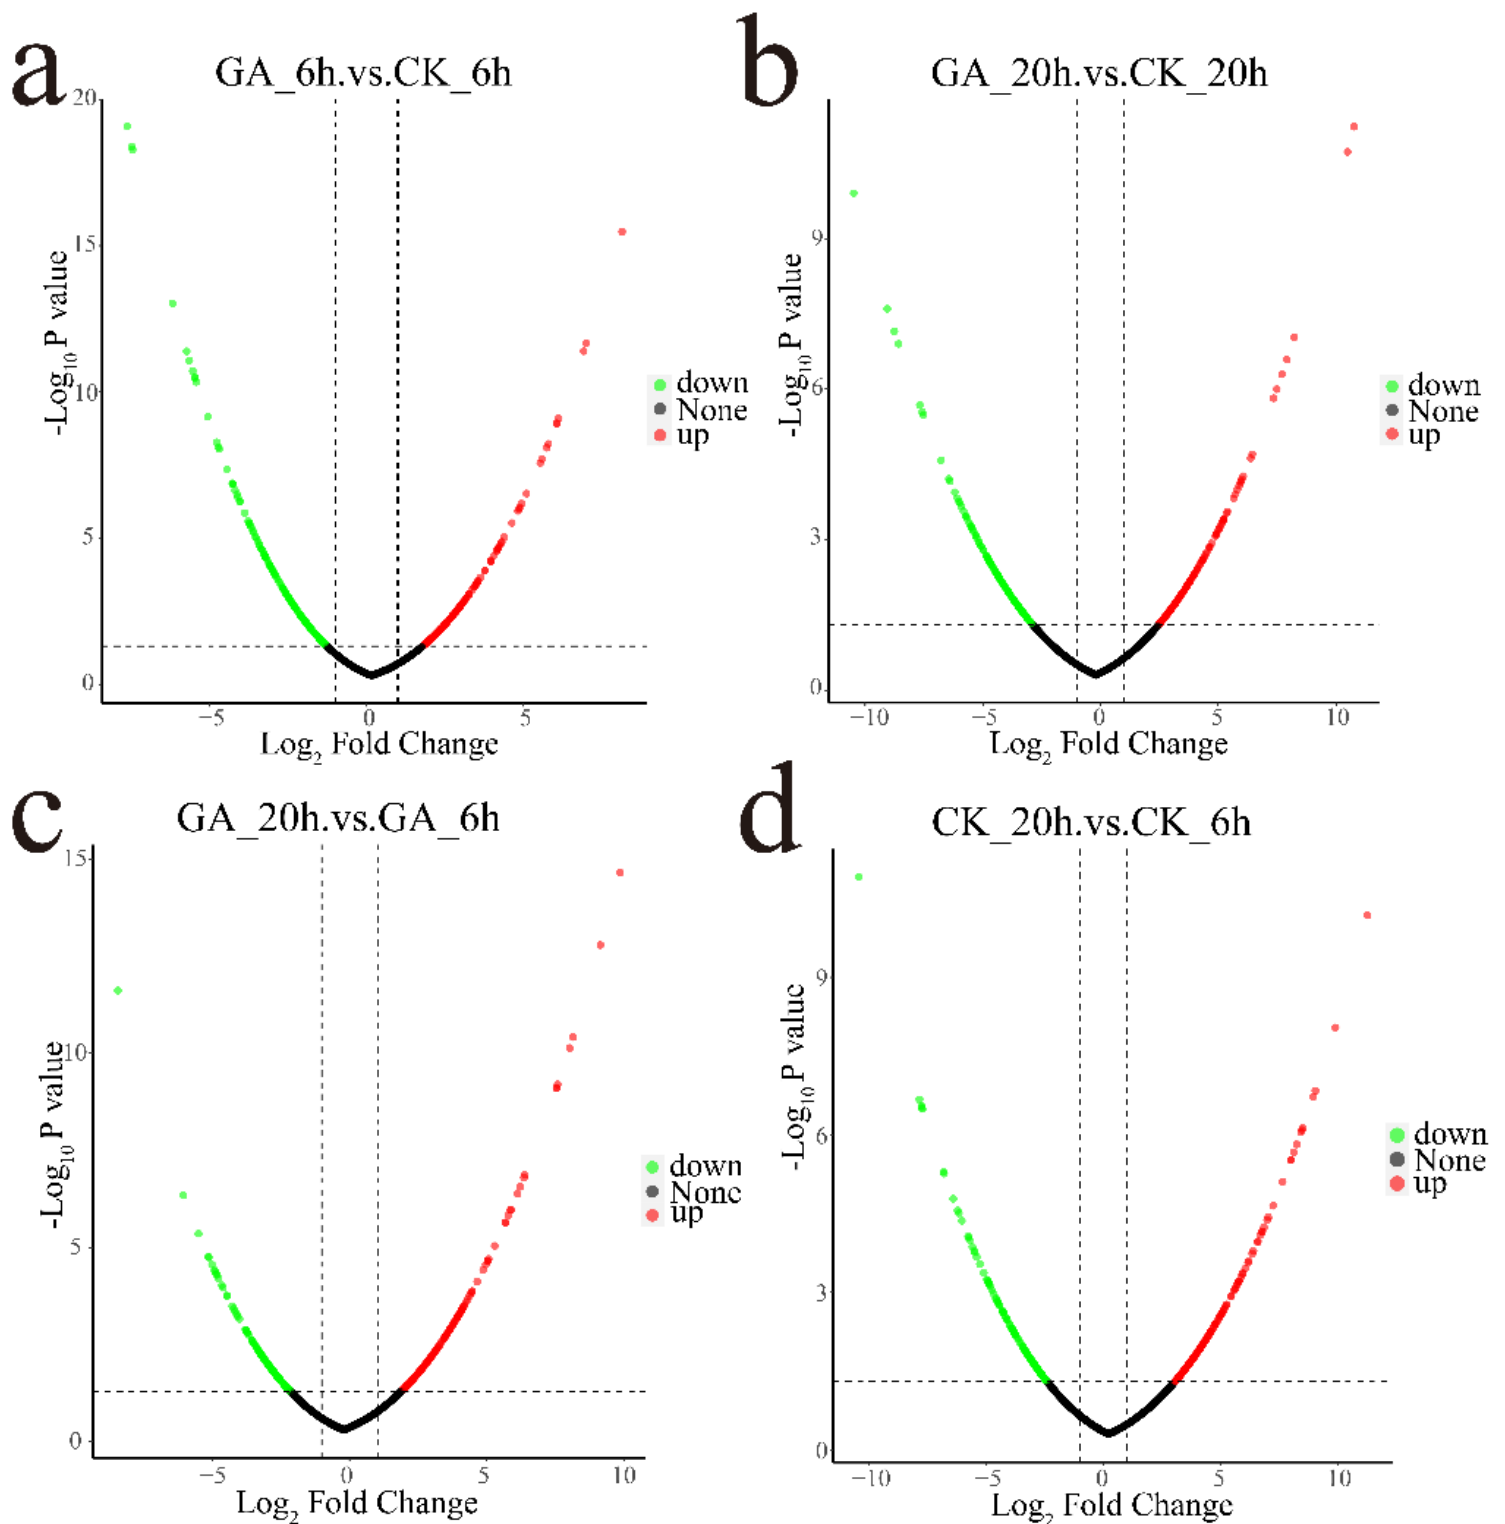 a
GA_6h.vs.CK_6h
20
15
10
5
0
-Log10 P value
−5
0
5
Log2 Fold Change
down
None
up
b
GA_20h.vs.CK_20h
9
6
3
0
-Log10 P value
−10
−5
0
5
10
Log2 Fold Change
down
None
up
c
GA_20h.vs.GA_6h
15
10
5
0
-Log10 P value
−5
0
5
10
Log2 Fold Change
down
None
up
d
CK_20h.vs.CK_6h
9
6
3
0
-Log10 P value
−10
−5
0
5
10
Log2 Fold Change
down
None
up